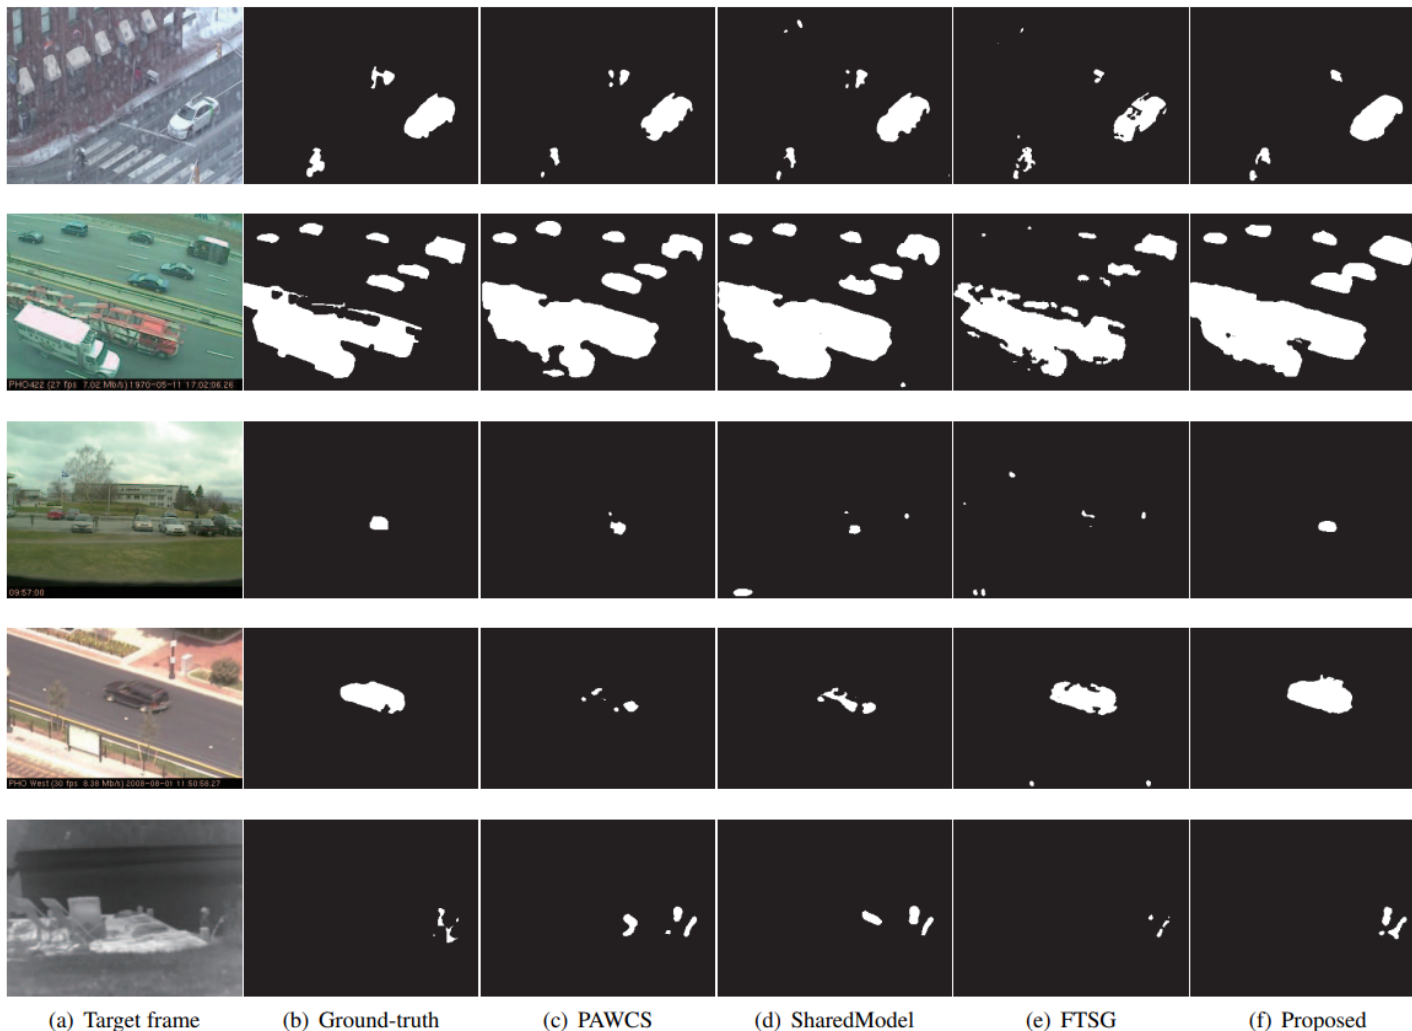 PHO422 (27 fps 7.02 Mb/s) 1970-05-11 17:02:06.26
09:57:00
PHO West (30 fps 8.38 Mb/s) 2008-08-01 11:50:58:27
(a) Target frame (b) Ground-truth (c) PAWCS (d) SharedModel (e) FTSG (f) Proposed